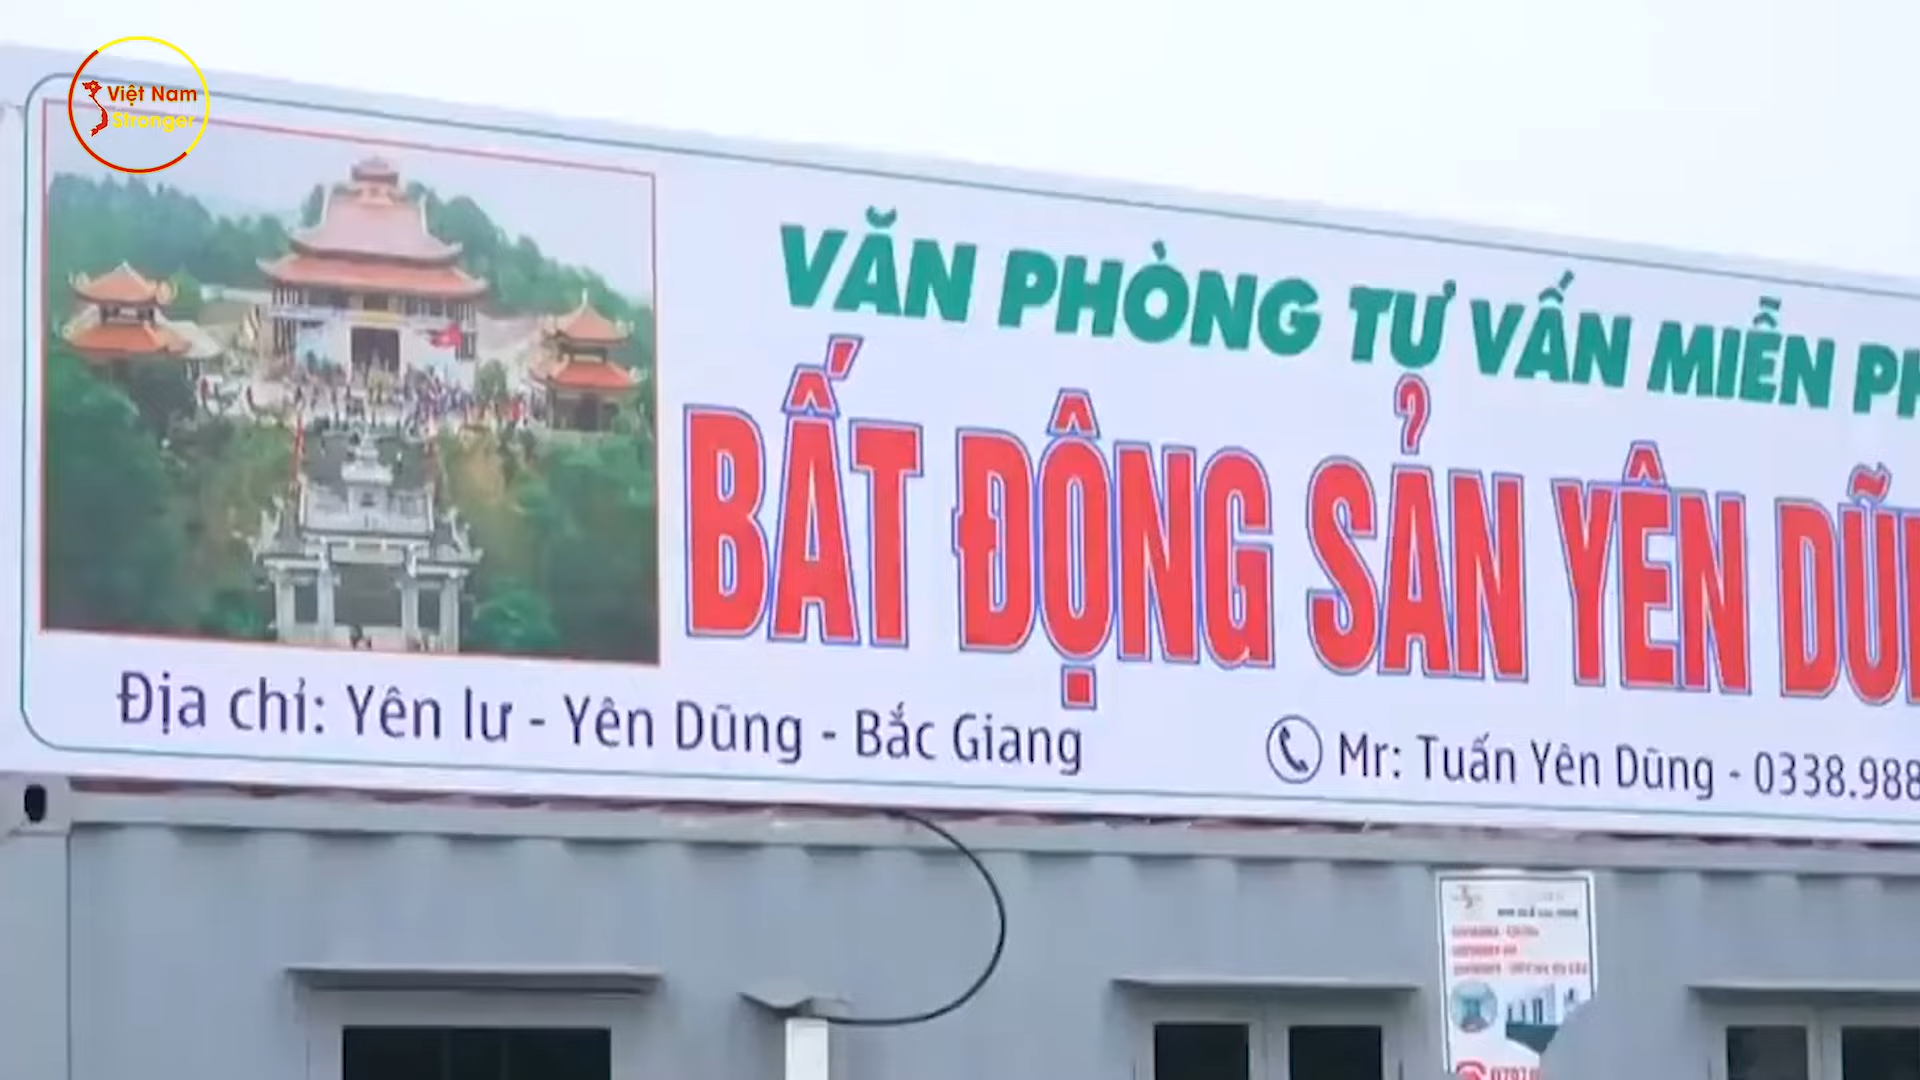 Việt Nam
Stronger
VĂN PHÒNG TƯ VẤN MIỄN PH
BẤT ĐỘNG SẢN YÊN DŨ
Địa chỉ: Yên lư - Yên Dũng - Bắc Giang
Mr: Tuấn Yên Dũng - 0338.988